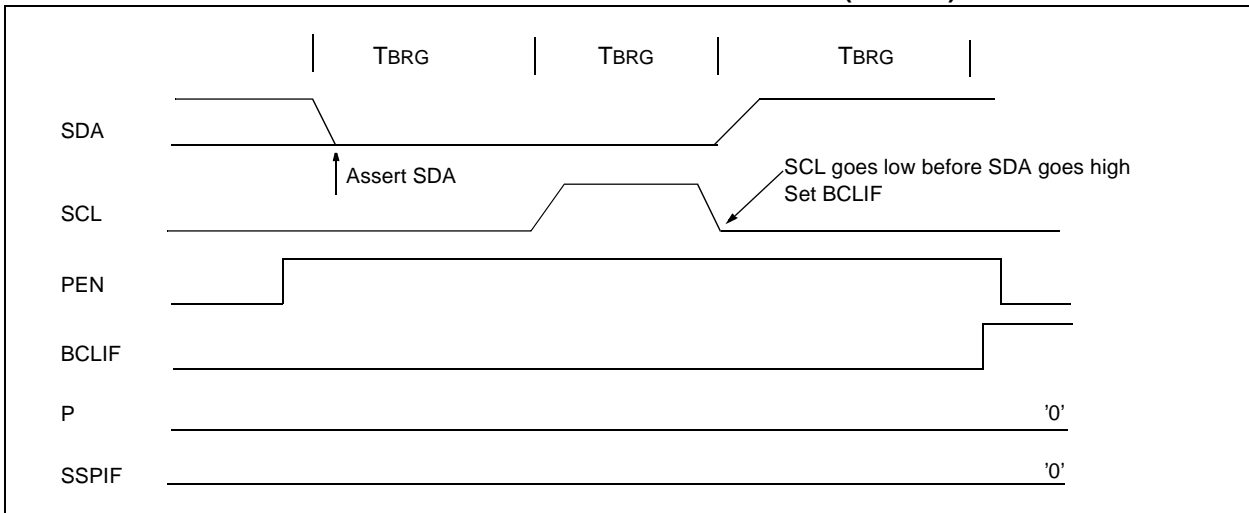 TBRG TBRG TBRG
SDA
Assert SDA
SCL goes low before SDA goes high
Set BCLIF
SCL
PEN
BCLIF
P
'0'
SSPIF
'0'